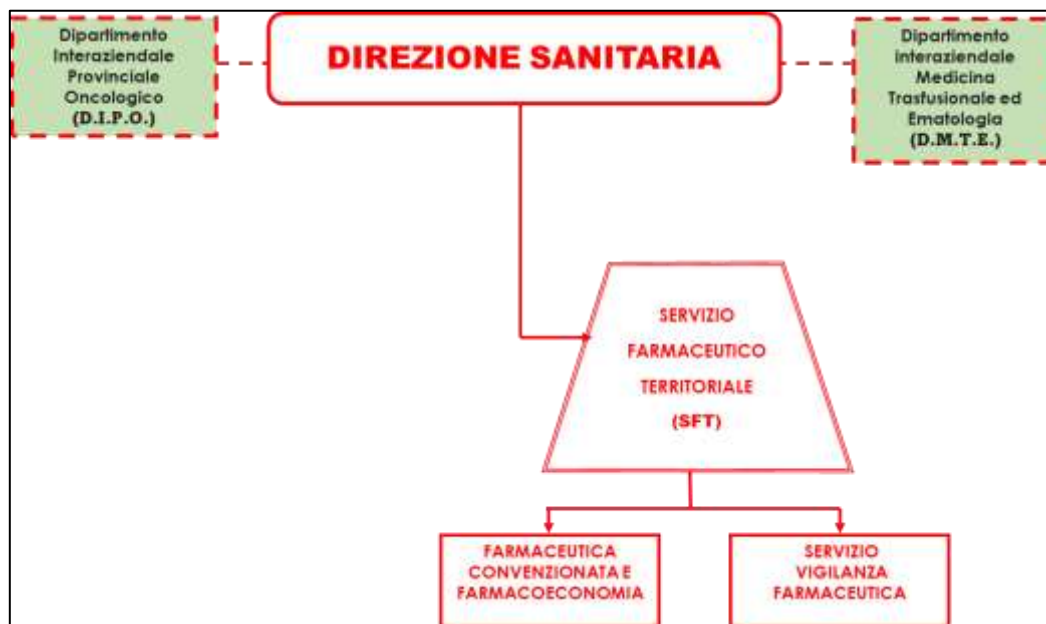 Dipartimento
Interaziendale
Provinciale
Oncologico
(D.I.P.O.)
DIREZIONE SANITARIA
Dipartimento
interaziendale
Medicina
Trasfusionale ed
Ematologia
(D.M.T.E.)
SERVIZIO
FARMACEUTICO
TERRITORIALE
(SFT)
FARMACEUTICA
CONVENZIONATA E
FARMACOECONOMIA
SERVIZIO
VIGILANZA
FARMACEUTICA